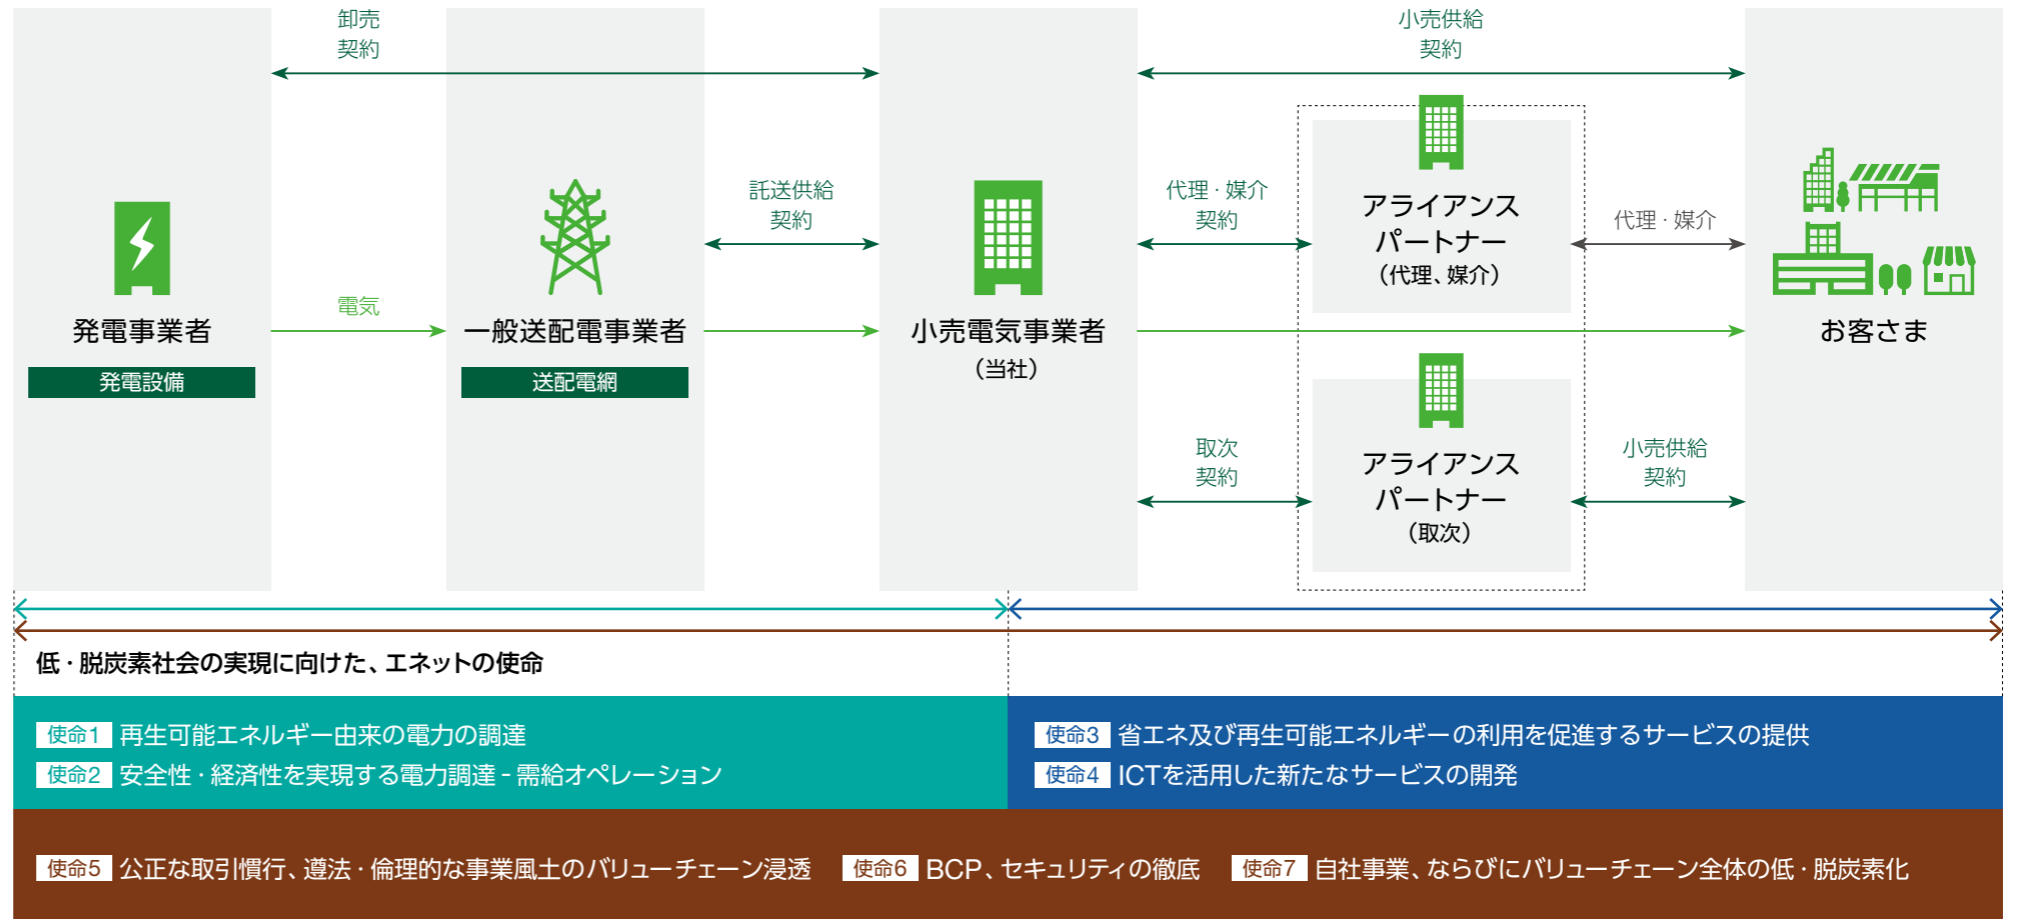 卸売
契約
小売供給
契約
託送供給
契約
代理・媒介
契約
アライアンス
パートナー
（代理、媒介）
代理・媒介
電気
発電事業者
発電設備
一般送配電事業者
送配電網
小売電気事業者
（当社）
お客さま
取次
契約
アライアンス
パートナー
（取次）
小売供給
契約
低・脱炭素社会の実現に向けた、エネットの使命
使命1 再生可能エネルギー由来の電力の調達
使命2 安全性・経済性を実現する電力調達 - 需給オペレーション
使命3 省エネ及び再生可能エネルギーの利用を促進するサービスの提供
使命4 ICTを活用した新たなサービスの開発
使命5 公正な取引慣行、遵法・倫理的な事業風土のバリューチェーン浸透 使命6 BCP、セキュリティの徹底 使命7 自社事業、ならびにバリューチェーン全体の低・脱炭素化